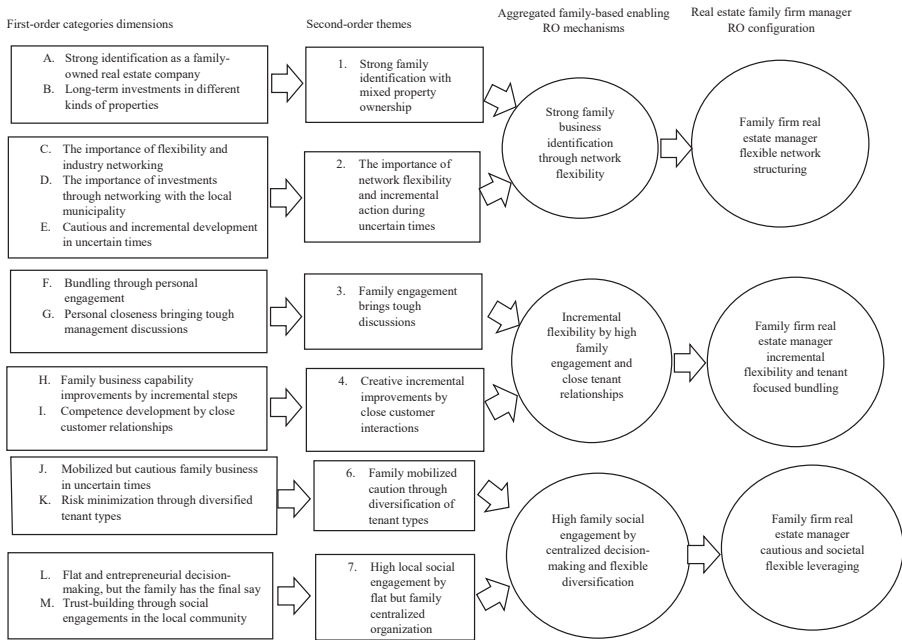 First-order categories dimensions
Second-order themes
Aggregated family-based enabling
RO mechanisms
Real estate family firm manager
RO configuration
A. Strong identification as a family-
owned real estate company
B. Long-term investments in different
kinds of properties
1. Strong family
identification with
mixed property
ownership
C. The importance of flexibility and
industry networking
D. The importance of investments
through networking with the local
municipality
E. Cautious and incremental development
in uncertain times
2. The importance of
network flexibility
and incremental
action during
uncertain times
Strong family
business
identification
through network
flexibility
Family firm real
estate manager
flexible network
structuring
F. Bundling through personal
engagement
G. Personal closeness bringing tough
management discussions
3. Family engagement
brings tough
discussions
H. Family business capability
improvements by incremental steps
I. Competence development by close
customer relationships
4. Creative incremental
improvements by
close customer
interactions
Incremental
flexibility by high
family
engagement and
close tenant
relationships
Family firm real
estate manager
incremental
flexibility and tenant
focused bundling
J. Mobilized but cautious family business
in uncertain times
K. Risk minimization through diversified
tenant types
6. Family mobilized
caution through
diversification of
tenant types
L. Flat and entrepreneurial decision-
making, but the family has the final say
M. Trust-building through social
engagements in the local community
7. High local social
engagement by
flat but family
centralized
organization
High family social
engagement by
centralized decision-
making and flexible
diversification
Family firm real
estate manager
cautious and societal
flexible leveraging